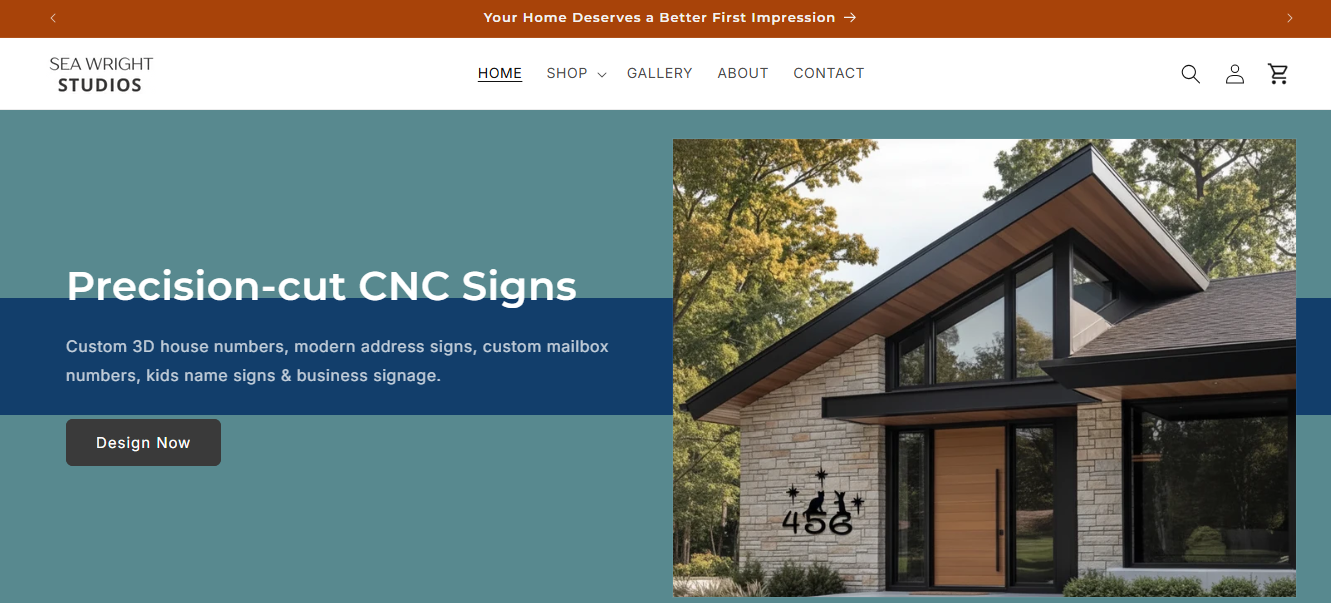 Your Home Deserves a Better First Impression →
SEA WRIGHT
STUDIOS
HOME SHOP GALLERY ABOUT CONTACT
Precision-cut CNC Signs
Custom 3D house numbers, modern address signs, custom mailbox
numbers, kids name signs & business signage.
Design Now
456